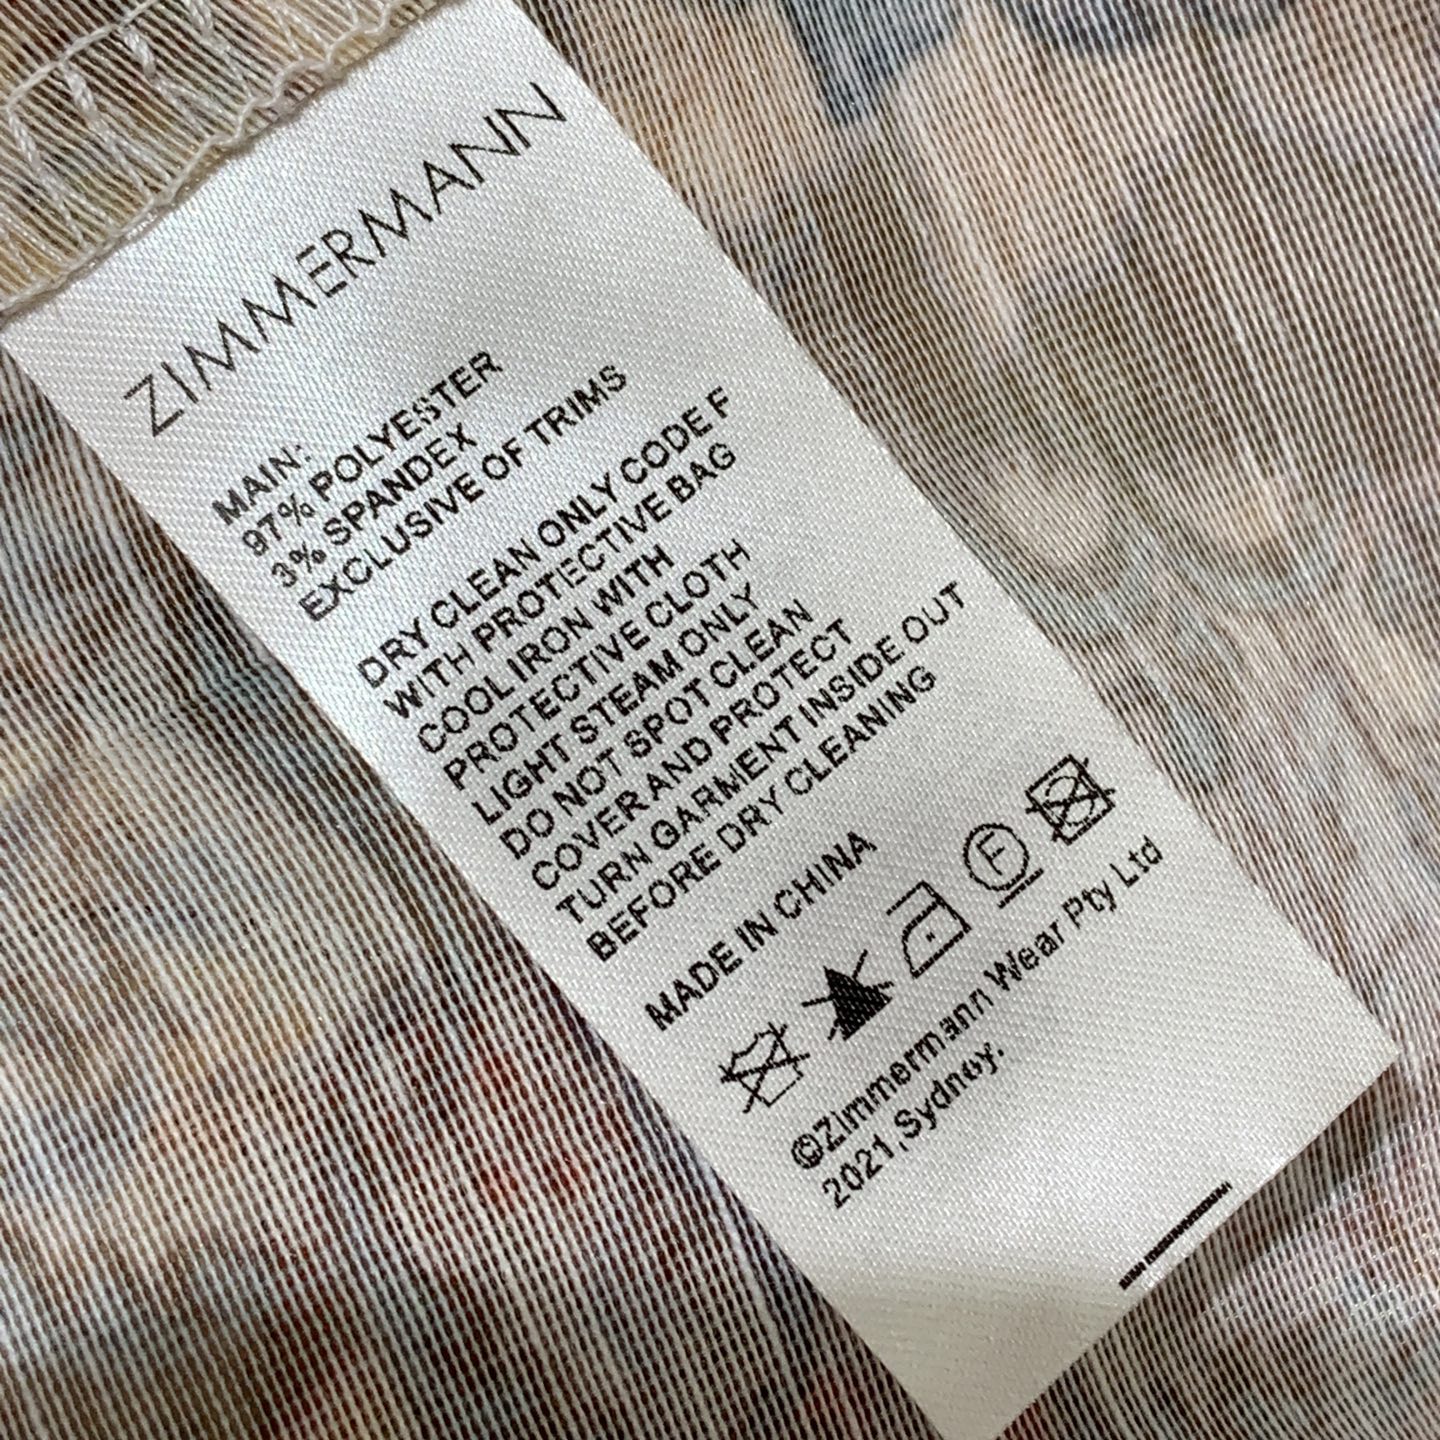 ZIMMERMANN
MAIN:
97% POLYESTER
3% SPANDEX
EXCLUSIVE OF TRIMS
DRY CLEAN ONLY CODE F
WITH PROTECTIVE BAG
COOL IRON WITH
PROTECTIVE CLOTH
LIGHT STEAM ONLY
DO NOT SPOT CLEAN
COVER AND PROTECT
TURN GARMENT INSIDE OUT
BEFORE DRY CLEANING
MADE IN CHINA
F
©Zimmermann Wear Pty Ltd
2021,Sydney.